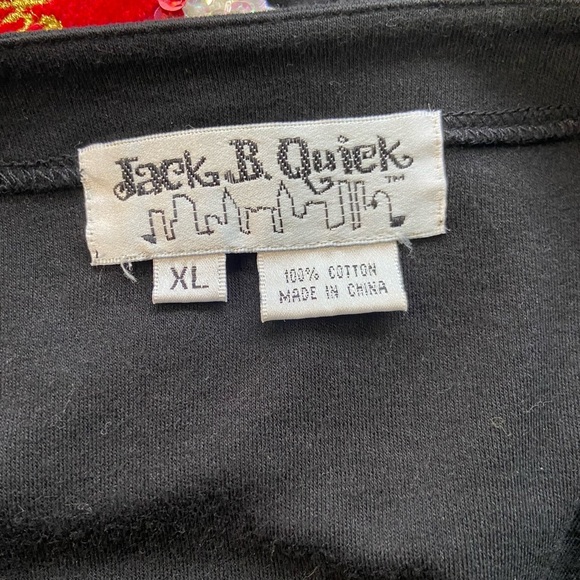 Jack. B. Quick ™
XL
100% COTTON
MADE IN CHINA